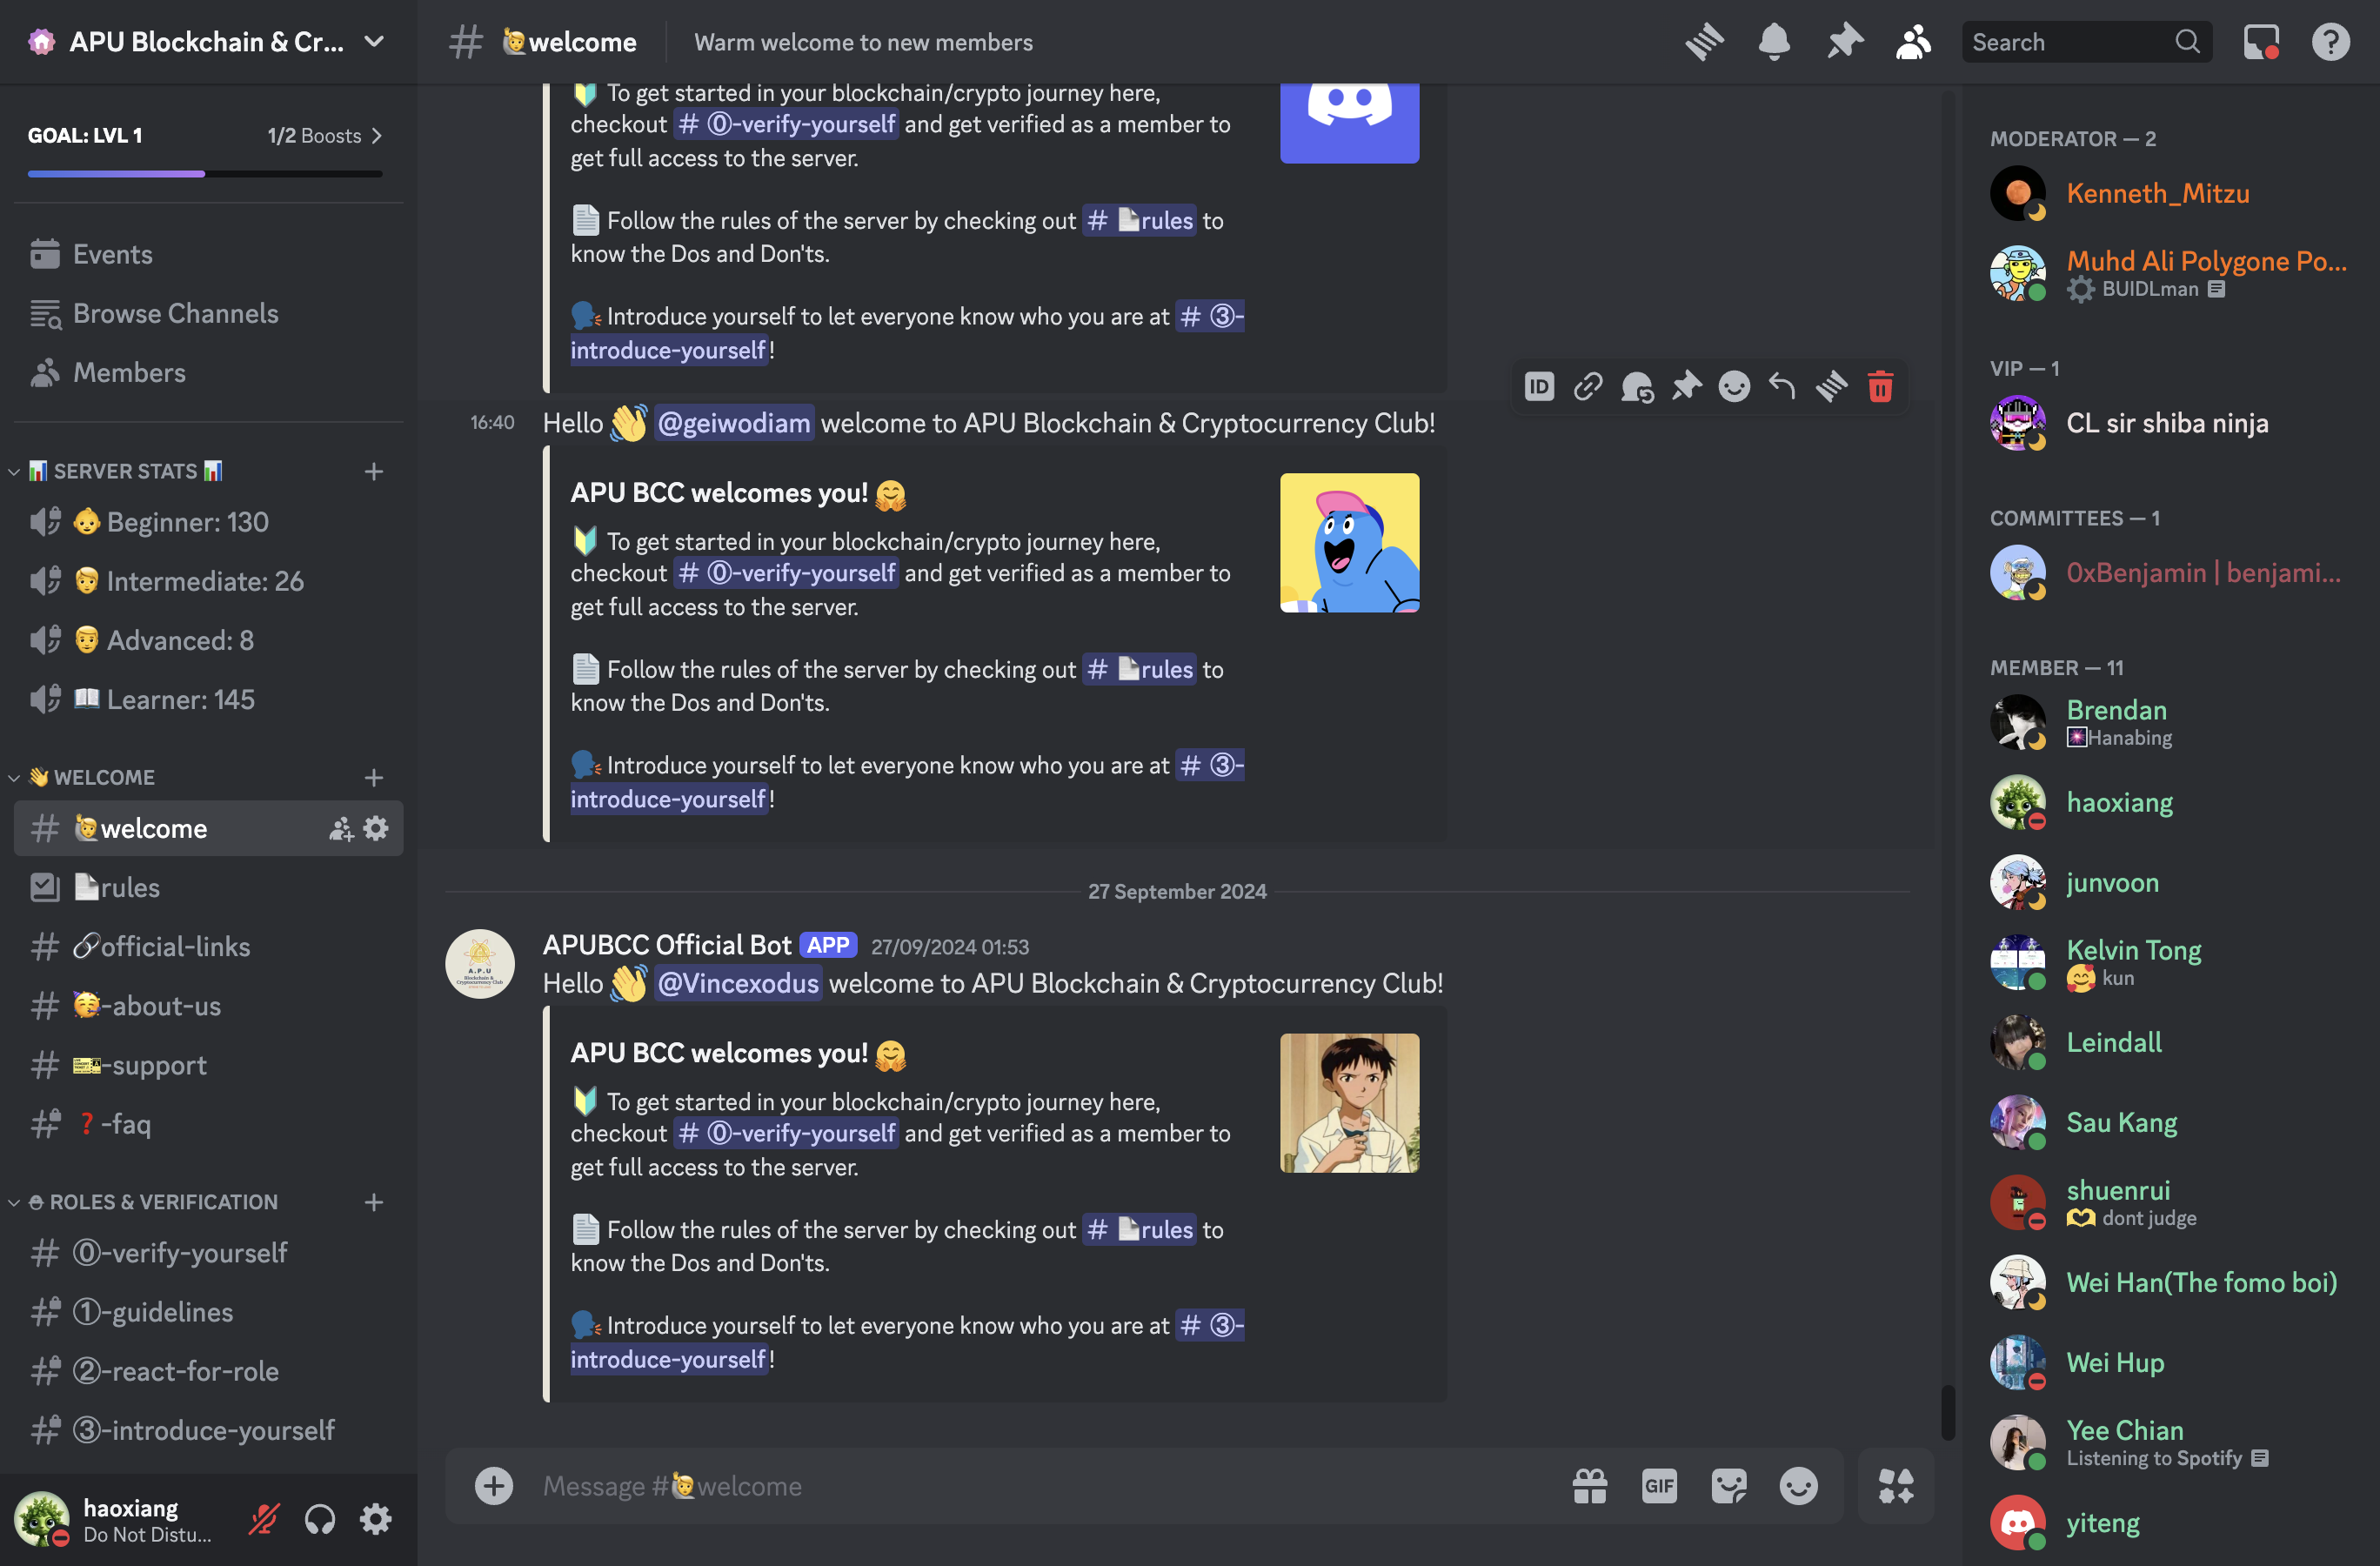 APU Blockchain & Cr...
GOAL: LVL 1
1/2 Boosts
Events
Browse Channels
Members
SERVER STATS
Beginner: 130
Intermediate: 26
Advanced: 8
Learner: 145
WELCOME
welcome
rules
official-links
-about-us
-support
❓-faq
ROLES & VERIFICATION
⓪-verify-yourself
①-guidelines
②-react-for-role
③-introduce-yourself
haoxiang
Do Not Distu...
# 🙋welcome
Warm welcome to new members
Search
To get started in your blockchain/crypto journey here,
checkout # ⓪-verify-yourself and get verified as a member to
get full access to the server.
Follow the rules of the server by checking out # rules to
know the Dos and Don'ts.
Introduce yourself to let everyone know who you are at # ③-
introduce-yourself!
ID
16:40
Hello 👋 @geiwodiam welcome to APU Blockchain & Cryptocurrency Club!
APU BCC welcomes you! 🤗
To get started in your blockchain/crypto journey here,
checkout # ⓪-verify-yourself and get verified as a member to
get full access to the server.
Follow the rules of the server by checking out # rules to
know the Dos and Don'ts.
Introduce yourself to let everyone know who you are at # ③-
introduce-yourself!
27 September 2024
A.P.U
Blockchain &
Cryptocurrency Club
APUBCC Official Bot APP 27/09/2024 01:53
Hello 👋 @Vincexodus welcome to APU Blockchain & Cryptocurrency Club!
APU BCC welcomes you! 🤗
To get started in your blockchain/crypto journey here,
checkout # ⓪-verify-yourself and get verified as a member to
get full access to the server.
Follow the rules of the server by checking out # rules to
know the Dos and Don'ts.
Introduce yourself to let everyone know who you are at # ③-
introduce-yourself!
Message #🙋welcome
GIF
MODERATOR — 2
Kenneth_Mitzu
Muhd Ali Polygone Po...
BUIDLman
VIP — 1
CL sir shiba ninja
COMMITTEES — 1
0xBenjamin | benjami...
MEMBER — 11
Brendan
Hanabing
haoxiang
junvoon
Kelvin Tong
kun
Leindall
Sau Kang
shuenrui
dont judge
Wei Han(The fomo boi)
Wei Hup
Yee Chian
Listening to Spotify
yiteng